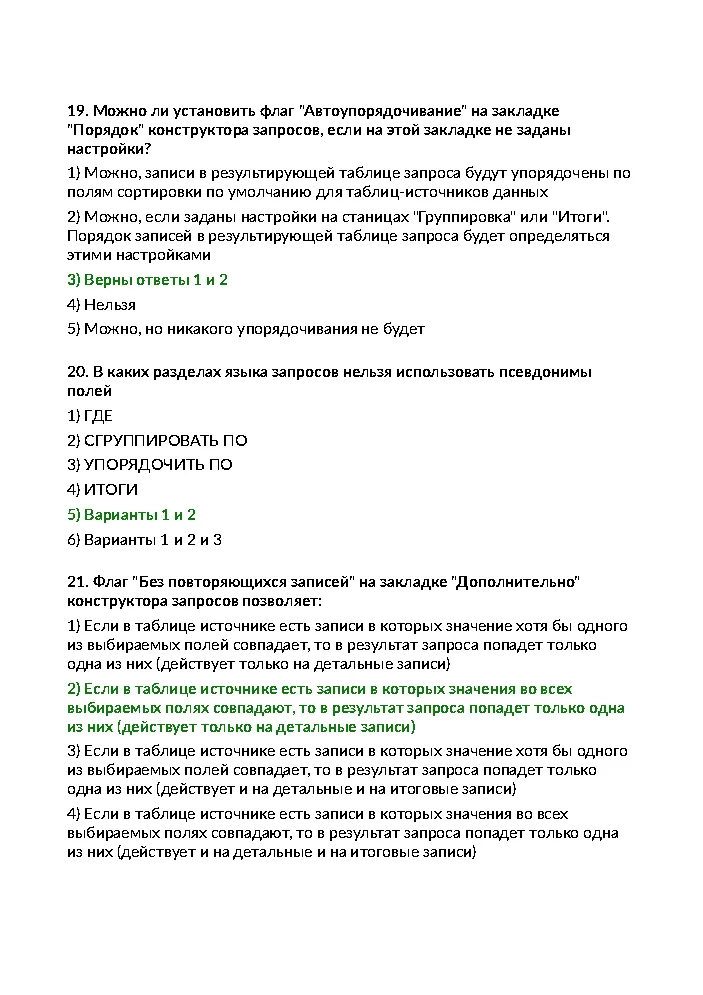 19. Можно ли установить флаг "Автоупорядочивание" на закладке
"Порядок" конструктора запросов, если на этой закладке не заданы
настройки?
1) Можно, записи в результирующей таблице запроса будут упорядочены по
полям сортировки по умолчанию для таблиц-источников данных
2) Можно, если заданы настройки на станицах "Группировка" или "Итоги".
Порядок записей в результирующей таблице запроса будет определяться
этими настройками
3) Верны ответы 1 и 2
4) Нельзя
5) Можно, но никакого упорядочивания не будет
20. В каких разделах языка запросов нельзя использовать псевдонимы
полей
1) ГДЕ
2) СГРУППИРОВАТЬ ПО
3) УПОРЯДОЧИТЬ ПО
4) ИТОГИ
5) Варианты 1 и 2
6) Варианты 1 и 2 и 3
21. Флаг "Без повторяющихся записей" на закладке "Дополнительно"
конструктора запросов позволяет:
1) Если в таблице источнике есть записи в которых значение хотя бы одного
из выбираемых полей совпадает, то в результат запроса попадет только
одна из них (действует только на детальные записи)
2) Если в таблице источнике есть записи в которых значения во всех
выбираемых полях совпадают, то в результат запроса попадет только одна
из них (действует только на детальные записи)
3) Если в таблице источнике есть записи в которых значение хотя бы одного
из выбираемых полей совпадает, то в результат запроса попадет только
одна из них (действует и на детальные и на итоговые записи)
4) Если в таблице источнике есть записи в которых значения во всех
выбираемых полях совпадают, то в результат запроса попадет только одна
из них (действует и на детальные и на итоговые записи)